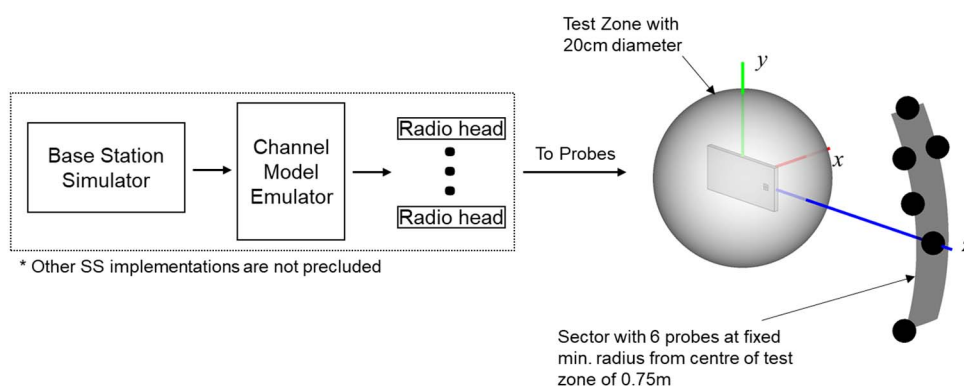 Test Zone with
20cm diameter
y
x
Base Station
Simulator
Channel
Model
Emulator
Radio head
Radio head
To Probes
* Other SS implementations are not precluded
Sector with 6 probes at fixed
min. radius from centre of test
zone of 0.75m